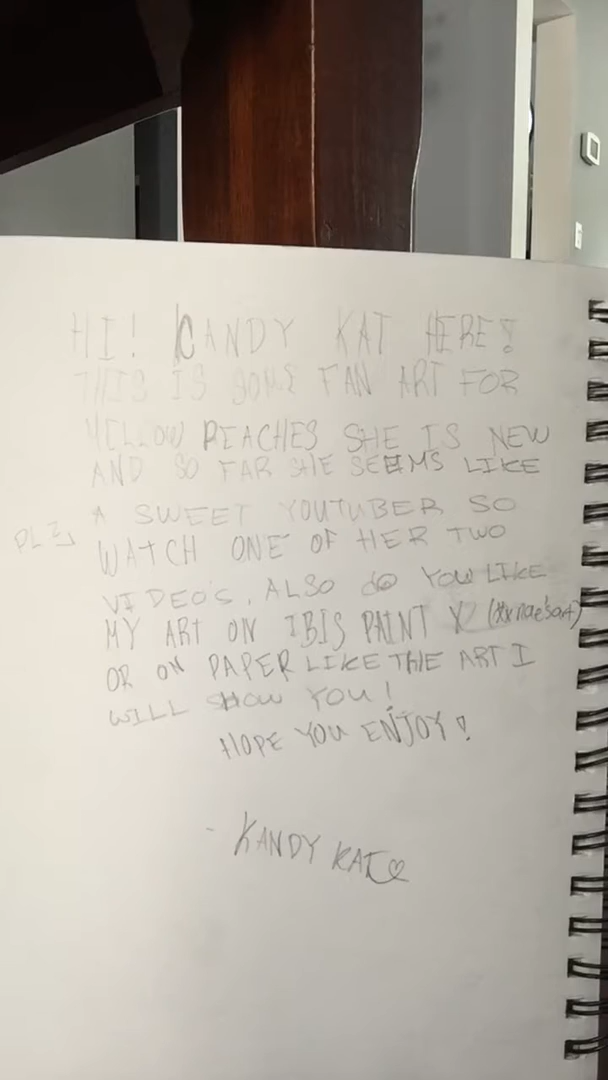 HI! CANDY KAT HERE!
THIS IS SOME FAN ART FOR
YELLOW PEACHES SHE IS NEW
AND SO FAR SHE SEEMS LIKE
A SWEET YOUTUBER SO
PLZ WATCH ONE OF HER TWO
VIDEO'S. ALSO do YOU LIKE
MY ART ON IBIS PAINT X
OR ON PAPER LIKE THE ART I
WILL SHOW YOU!
HOPE YOU ENJOY!
- KANDY KAT♡